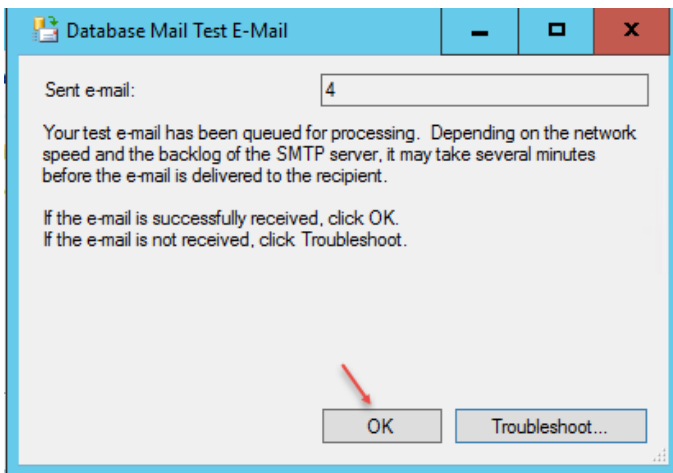 Database Mail Test E-Mail
Sent e-mail:
4
Your test e-mail has been queued for processing. Depending on the network
speed and the backlog of the SMTP server, it may take several minutes
before the e-mail is delivered to the recipient.
If the e-mail is successfully received, click OK.
If the e-mail is not received, click Troubleshoot.
OK
Troubleshoot...